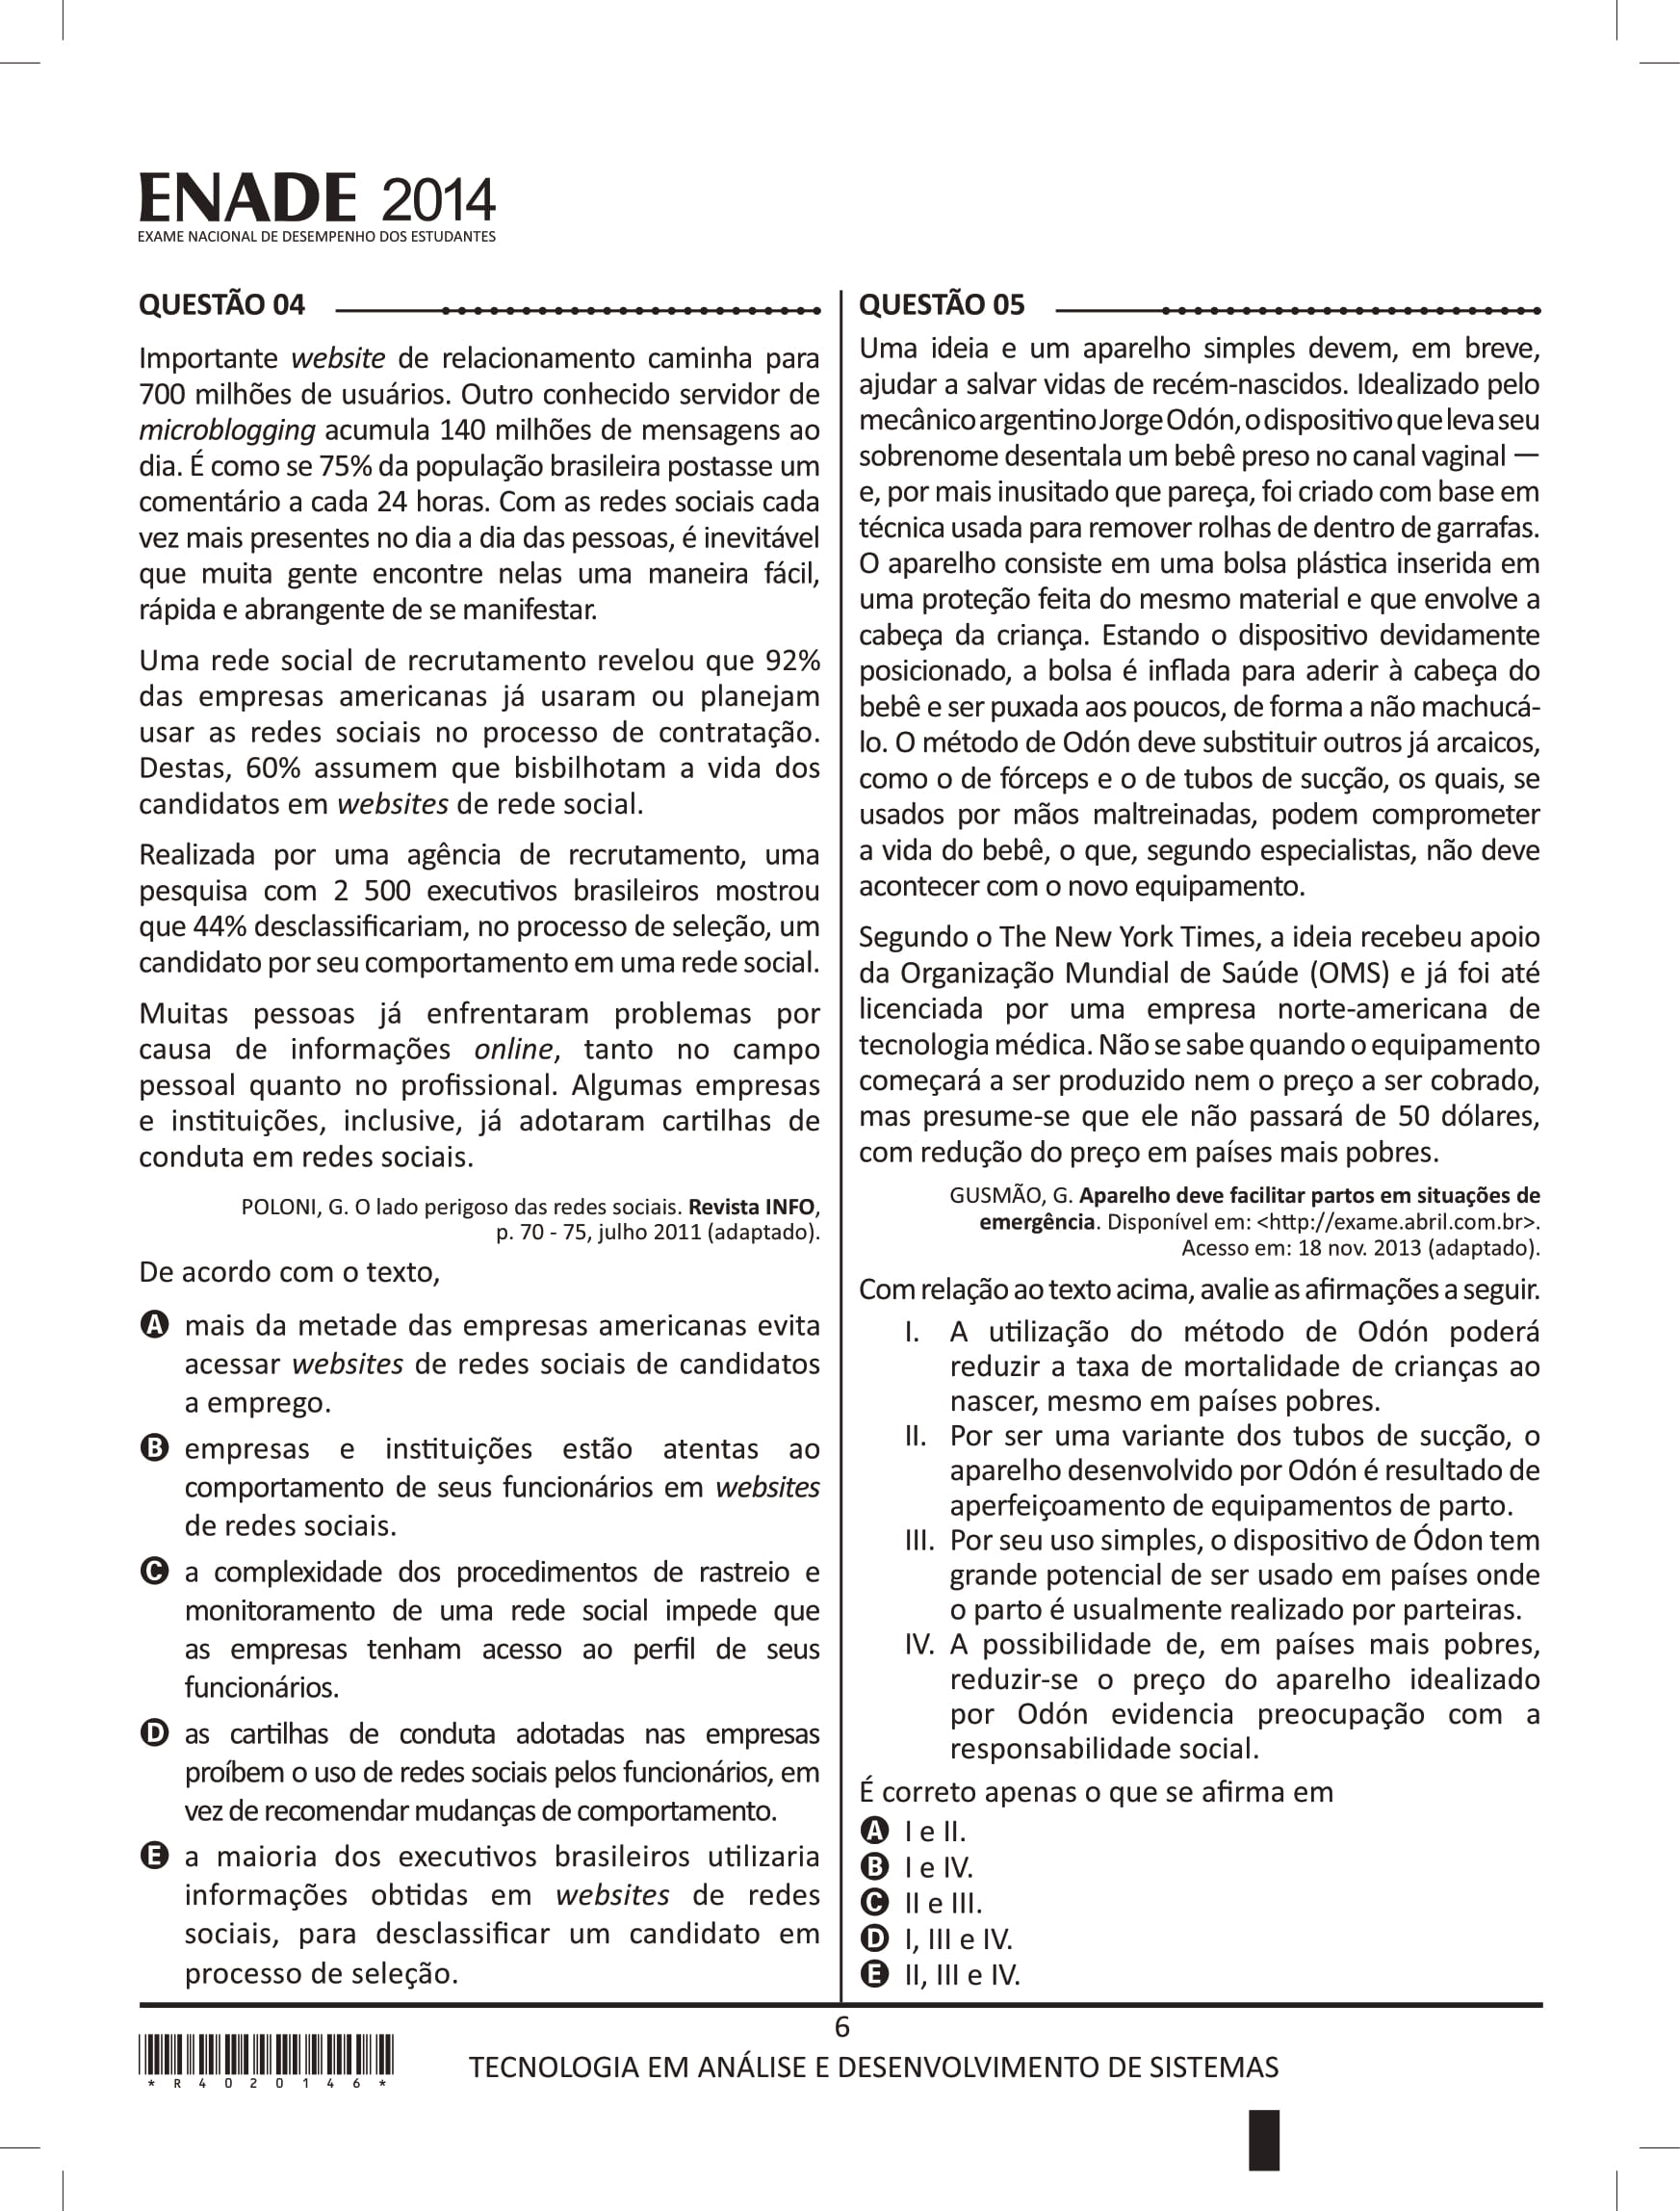 ENADE 2014
EXAME NACIONAL DE DESEMPENHO DOS ESTUDANTES
QUESTÃO 04
Importante website de relacionamento caminha para
700 milhões de usuários. Outro conhecido servidor de
microblogging acumula 140 milhões de mensagens ao
dia. É como se 75% da população brasileira postasse um
comentário a cada 24 horas. Com as redes sociais cada
vez mais presentes no dia a dia das pessoas, é inevitável
que muita gente encontre nelas uma maneira fácil,
rápida e abrangente de se manifestar.
Uma rede social de recrutamento revelou que 92%
das empresas americanas já usaram ou planejam
usar as redes sociais no processo de contratação.
Destas, 60% assumem que bisbilhotam a vida dos
candidatos em websites de rede social.
Realizada por uma agência de recrutamento, uma
pesquisa com 2 500 executivos brasileiros mostrou
que 44% desclassificariam, no processo de seleção, um
candidato por seu comportamento em uma rede social.
Muitas pessoas já enfrentaram problemas por
causa de informações online, tanto no campo
pessoal quanto no profissional. Algumas empresas
e instituições, inclusive, já adotaram cartilhas de
conduta em redes sociais.
POLONI, G. O lado perigoso das redes sociais. Revista INFO,
p. 70 - 75, julho 2011 (adaptado).
De acordo com o texto,
A mais da metade das empresas americanas evita
acessar websites de redes sociais de candidatos
a emprego.
B empresas e instituições estão atentas ao
comportamento de seus funcionários em websites
de redes sociais.
C a complexidade dos procedimentos de rastreio e
monitoramento de uma rede social impede que
as empresas tenham acesso ao perfil de seus
funcionários.
D as cartilhas de conduta adotadas nas empresas
proíbem o uso de redes sociais pelos funcionários, em
vez de recomendar mudanças de comportamento.
E a maioria dos executivos brasileiros utilizaria
informações obtidas em websites de redes
sociais, para desclassificar um candidato em
processo de seleção.
QUESTÃO 05
Uma ideia e um aparelho simples devem, em breve,
ajudar a salvar vidas de recém-nascidos. Idealizado pelo
mecânico argentino Jorge Odón, o dispositivo que leva seu
sobrenome desentala um bebê preso no canal vaginal —
e, por mais inusitado que pareça, foi criado com base em
técnica usada para remover rolhas de dentro de garrafas.
O aparelho consiste em uma bolsa plástica inserida em
uma proteção feita do mesmo material e que envolve a
cabeça da criança. Estando o dispositivo devidamente
posicionado, a bolsa é inflada para aderir à cabeça do
bebê e ser puxada aos poucos, de forma a não machucá-
lo. O método de Odón deve substituir outros já arcaicos,
como o de fórceps e o de tubos de sucção, os quais, se
usados por mãos maltreinadas, podem comprometer
a vida do bebê, o que, segundo especialistas, não deve
acontecer com o novo equipamento.
Segundo o The New York Times, a ideia recebeu apoio
da Organização Mundial de Saúde (OMS) e já foi até
licenciada por uma empresa norte-americana de
tecnologia médica. Não se sabe quando o equipamento
começará a ser produzido nem o preço a ser cobrado,
mas presume-se que ele não passará de 50 dólares,
com redução do preço em países mais pobres.
GUSMÃO, G. Aparelho deve facilitar partos em situações de
emergência. Disponível em: <http://exame.abril.com.br>.
Acesso em: 18 nov. 2013 (adaptado).
Com relação ao texto acima, avalie as afirmações a seguir.
I. A utilização do método de Odón poderá
reduzir a taxa de mortalidade de crianças ao
nascer, mesmo em países pobres.
II. Por ser uma variante dos tubos de sucção, o
aparelho desenvolvido por Odón é resultado de
aperfeiçoamento de equipamentos de parto.
III. Por seu uso simples, o dispositivo de Ódon tem
grande potencial de ser usado em países onde
o parto é usualmente realizado por parteiras.
IV. A possibilidade de, em países mais pobres,
reduzir-se o preço do aparelho idealizado
por Odón evidencia preocupação com a
responsabilidade social.
É correto apenas o que se afirma em
A I e II.
B I e IV.
C II e III.
D I, III e IV.
E II, III e IV.
6
TECNOLOGIA EM ANÁLISE E DESENVOLVIMENTO DE SISTEMAS
* R 4 0 2 0 1 4 6 *